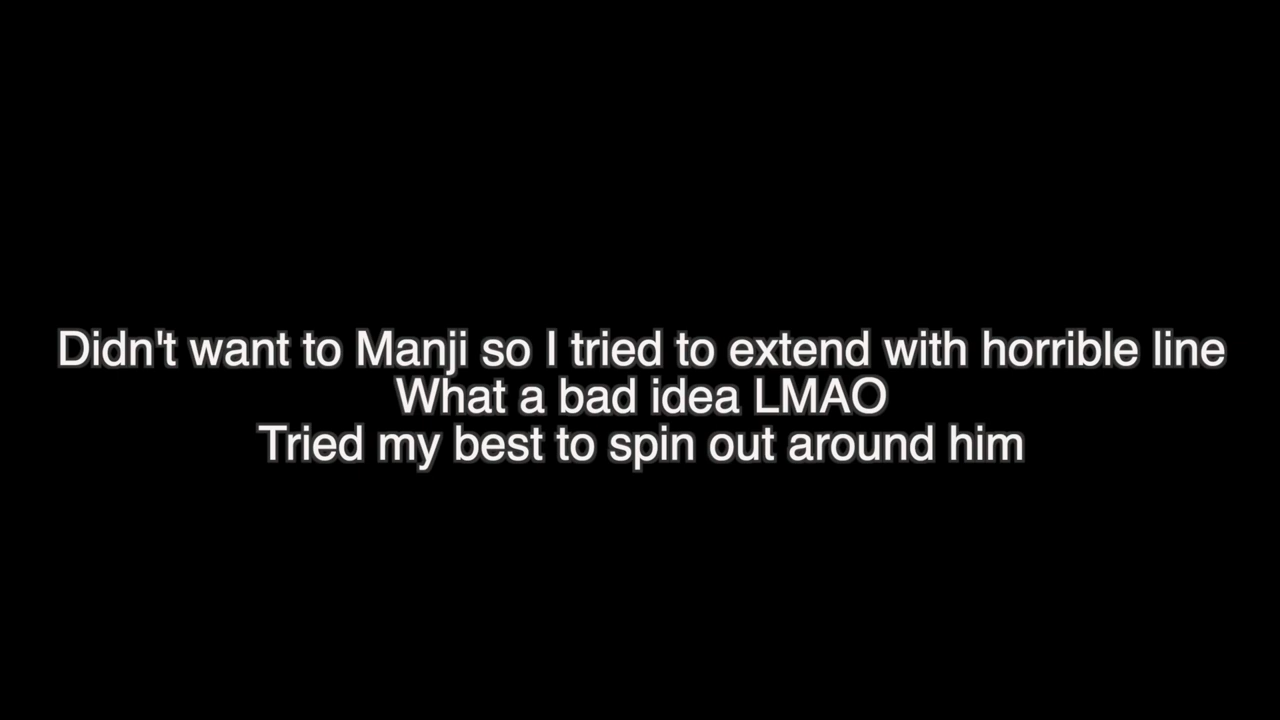 Didn't want to Manji so I tried to extend with horrible line
What a bad idea LMAO
Tried my best to spin out around him